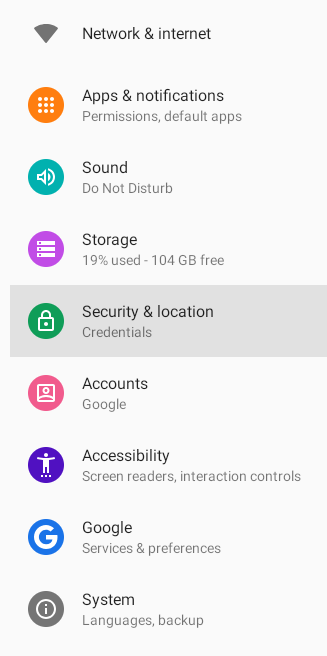 Network & internet
Apps & notifications
Permissions, default apps
Sound
Do Not Disturb
Storage
19% used - 104 GB free
Security & location
Credentials
Accounts
Google
Accessibility
Screen readers, interaction controls
Google
Services & preferences
System
Languages, backup